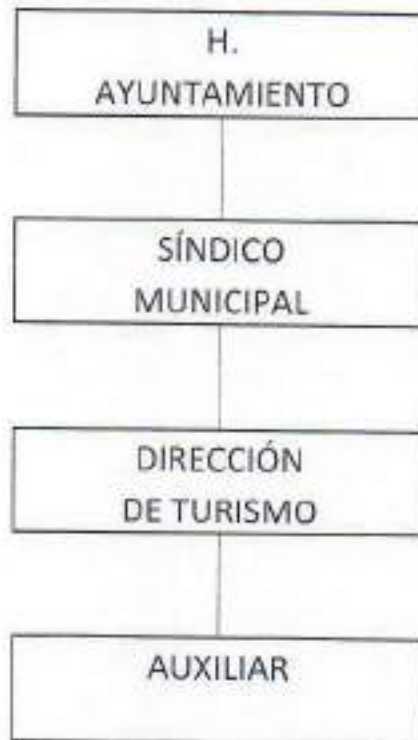 H.
AYUNTAMIENTO
SÍNDICO
MUNICIPAL
DIRECCIÓN
DE TURISMO
AUXILIAR